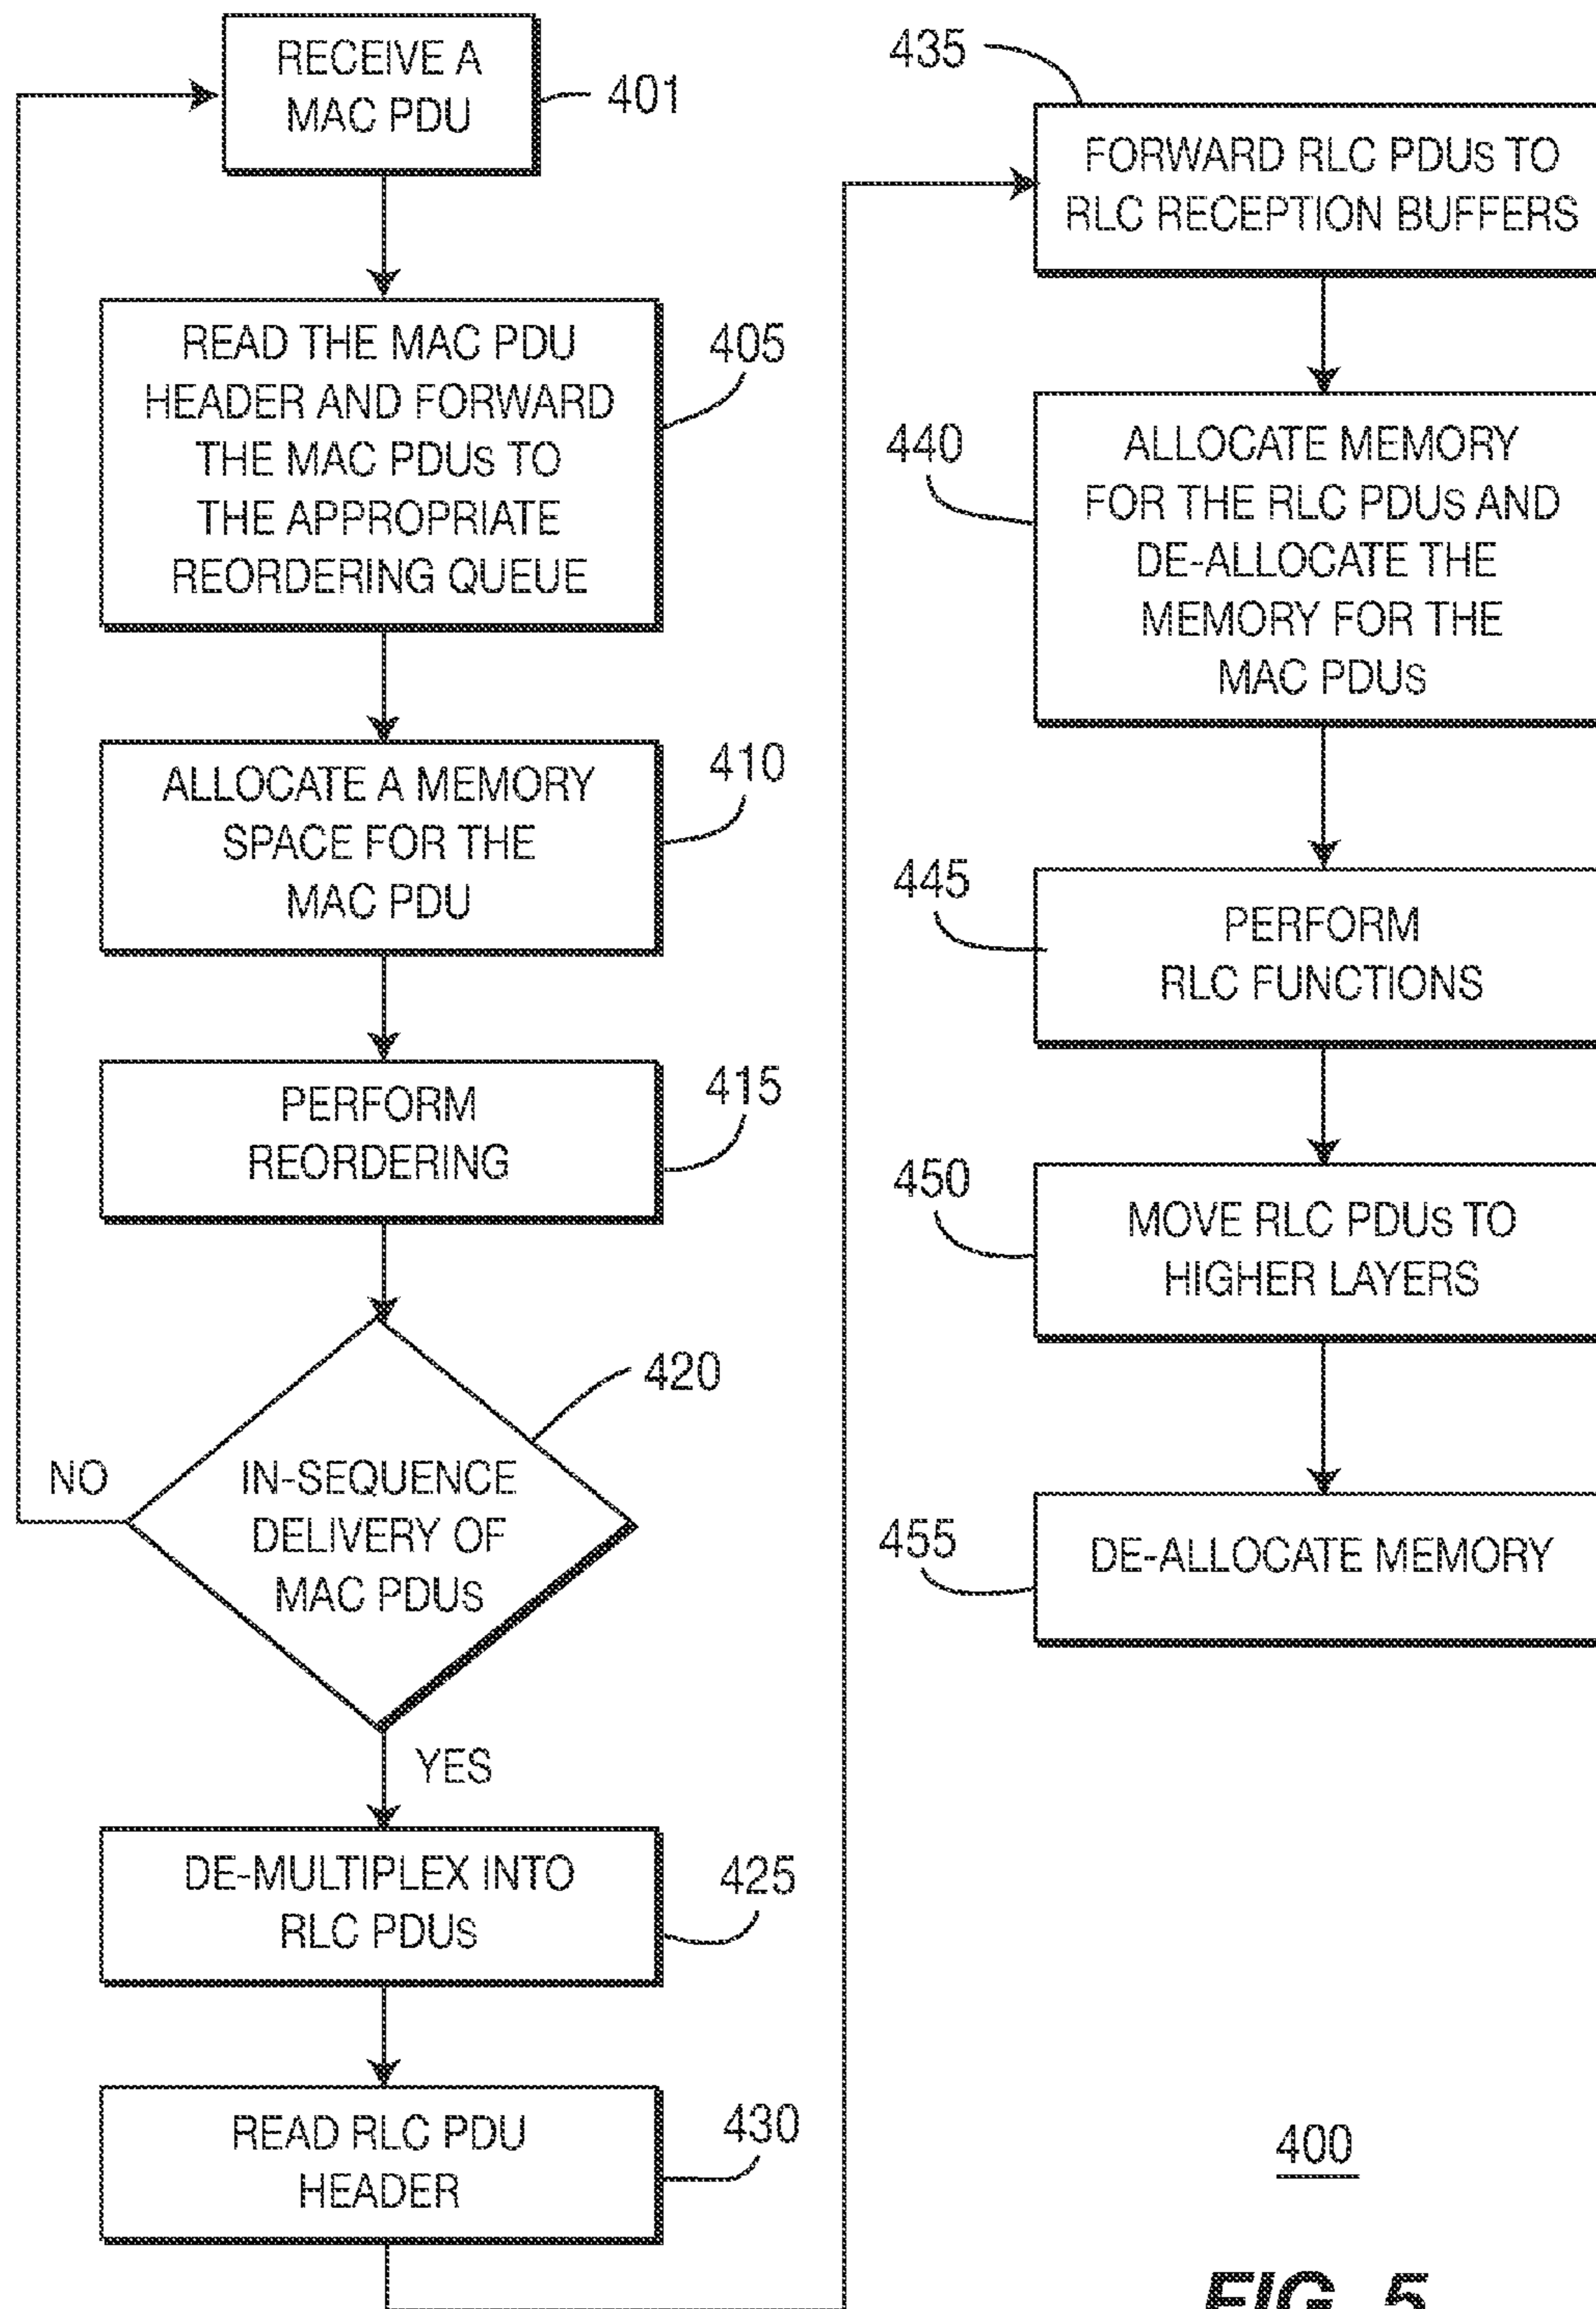 RECEIVE A
MAC PDU
401
READ THE MAC PDU
HEADER AND FORWARD
THE MAC PDUs TO
THE APPROPRIATE
REORDERING QUEUE
405
ALLOCATE A MEMORY
SPACE FOR THE
MAC PDU
410
PERFORM
REORDERING
415
420
IN-SEQUENCE
DELIVERY OF
MAC PDUs
NO
YES
DE-MULTIPLEX INTO
RLC PDUs
425
READ RLC PDU
HEADER
430
435
FORWARD RLC PDUs TO
RLC RECEPTION BUFFERS
440
ALLOCATE MEMORY
FOR THE RLC PDUs AND
DE-ALLOCATE THE
MEMORY FOR THE
MAC PDUs
445
PERFORM
RLC FUNCTIONS
450
MOVE RLC PDUs TO
HIGHER LAYERS
455
DE-ALLOCATE MEMORY
400
FIG. 5